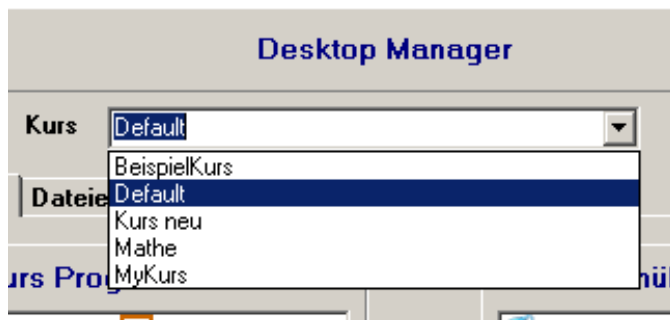 Desktop Manager
Kurs Default
BeispielKurs
Default
Kurs neu
Mathe
MyKurs